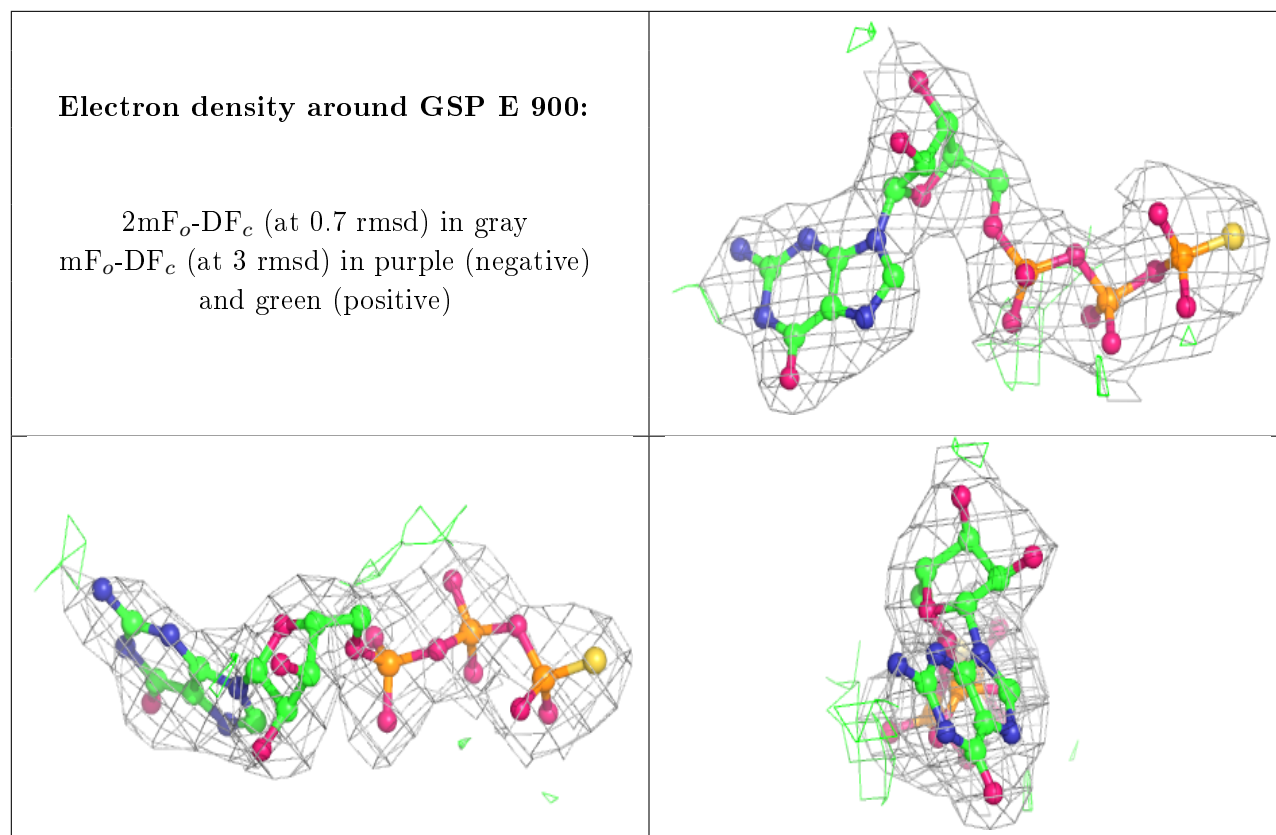 Electron density around GSP E 900:
2mFo-DFc (at 0.7 rmsd) in gray
mFo-DFc (at 3 rmsd) in purple (negative)
and green (positive)